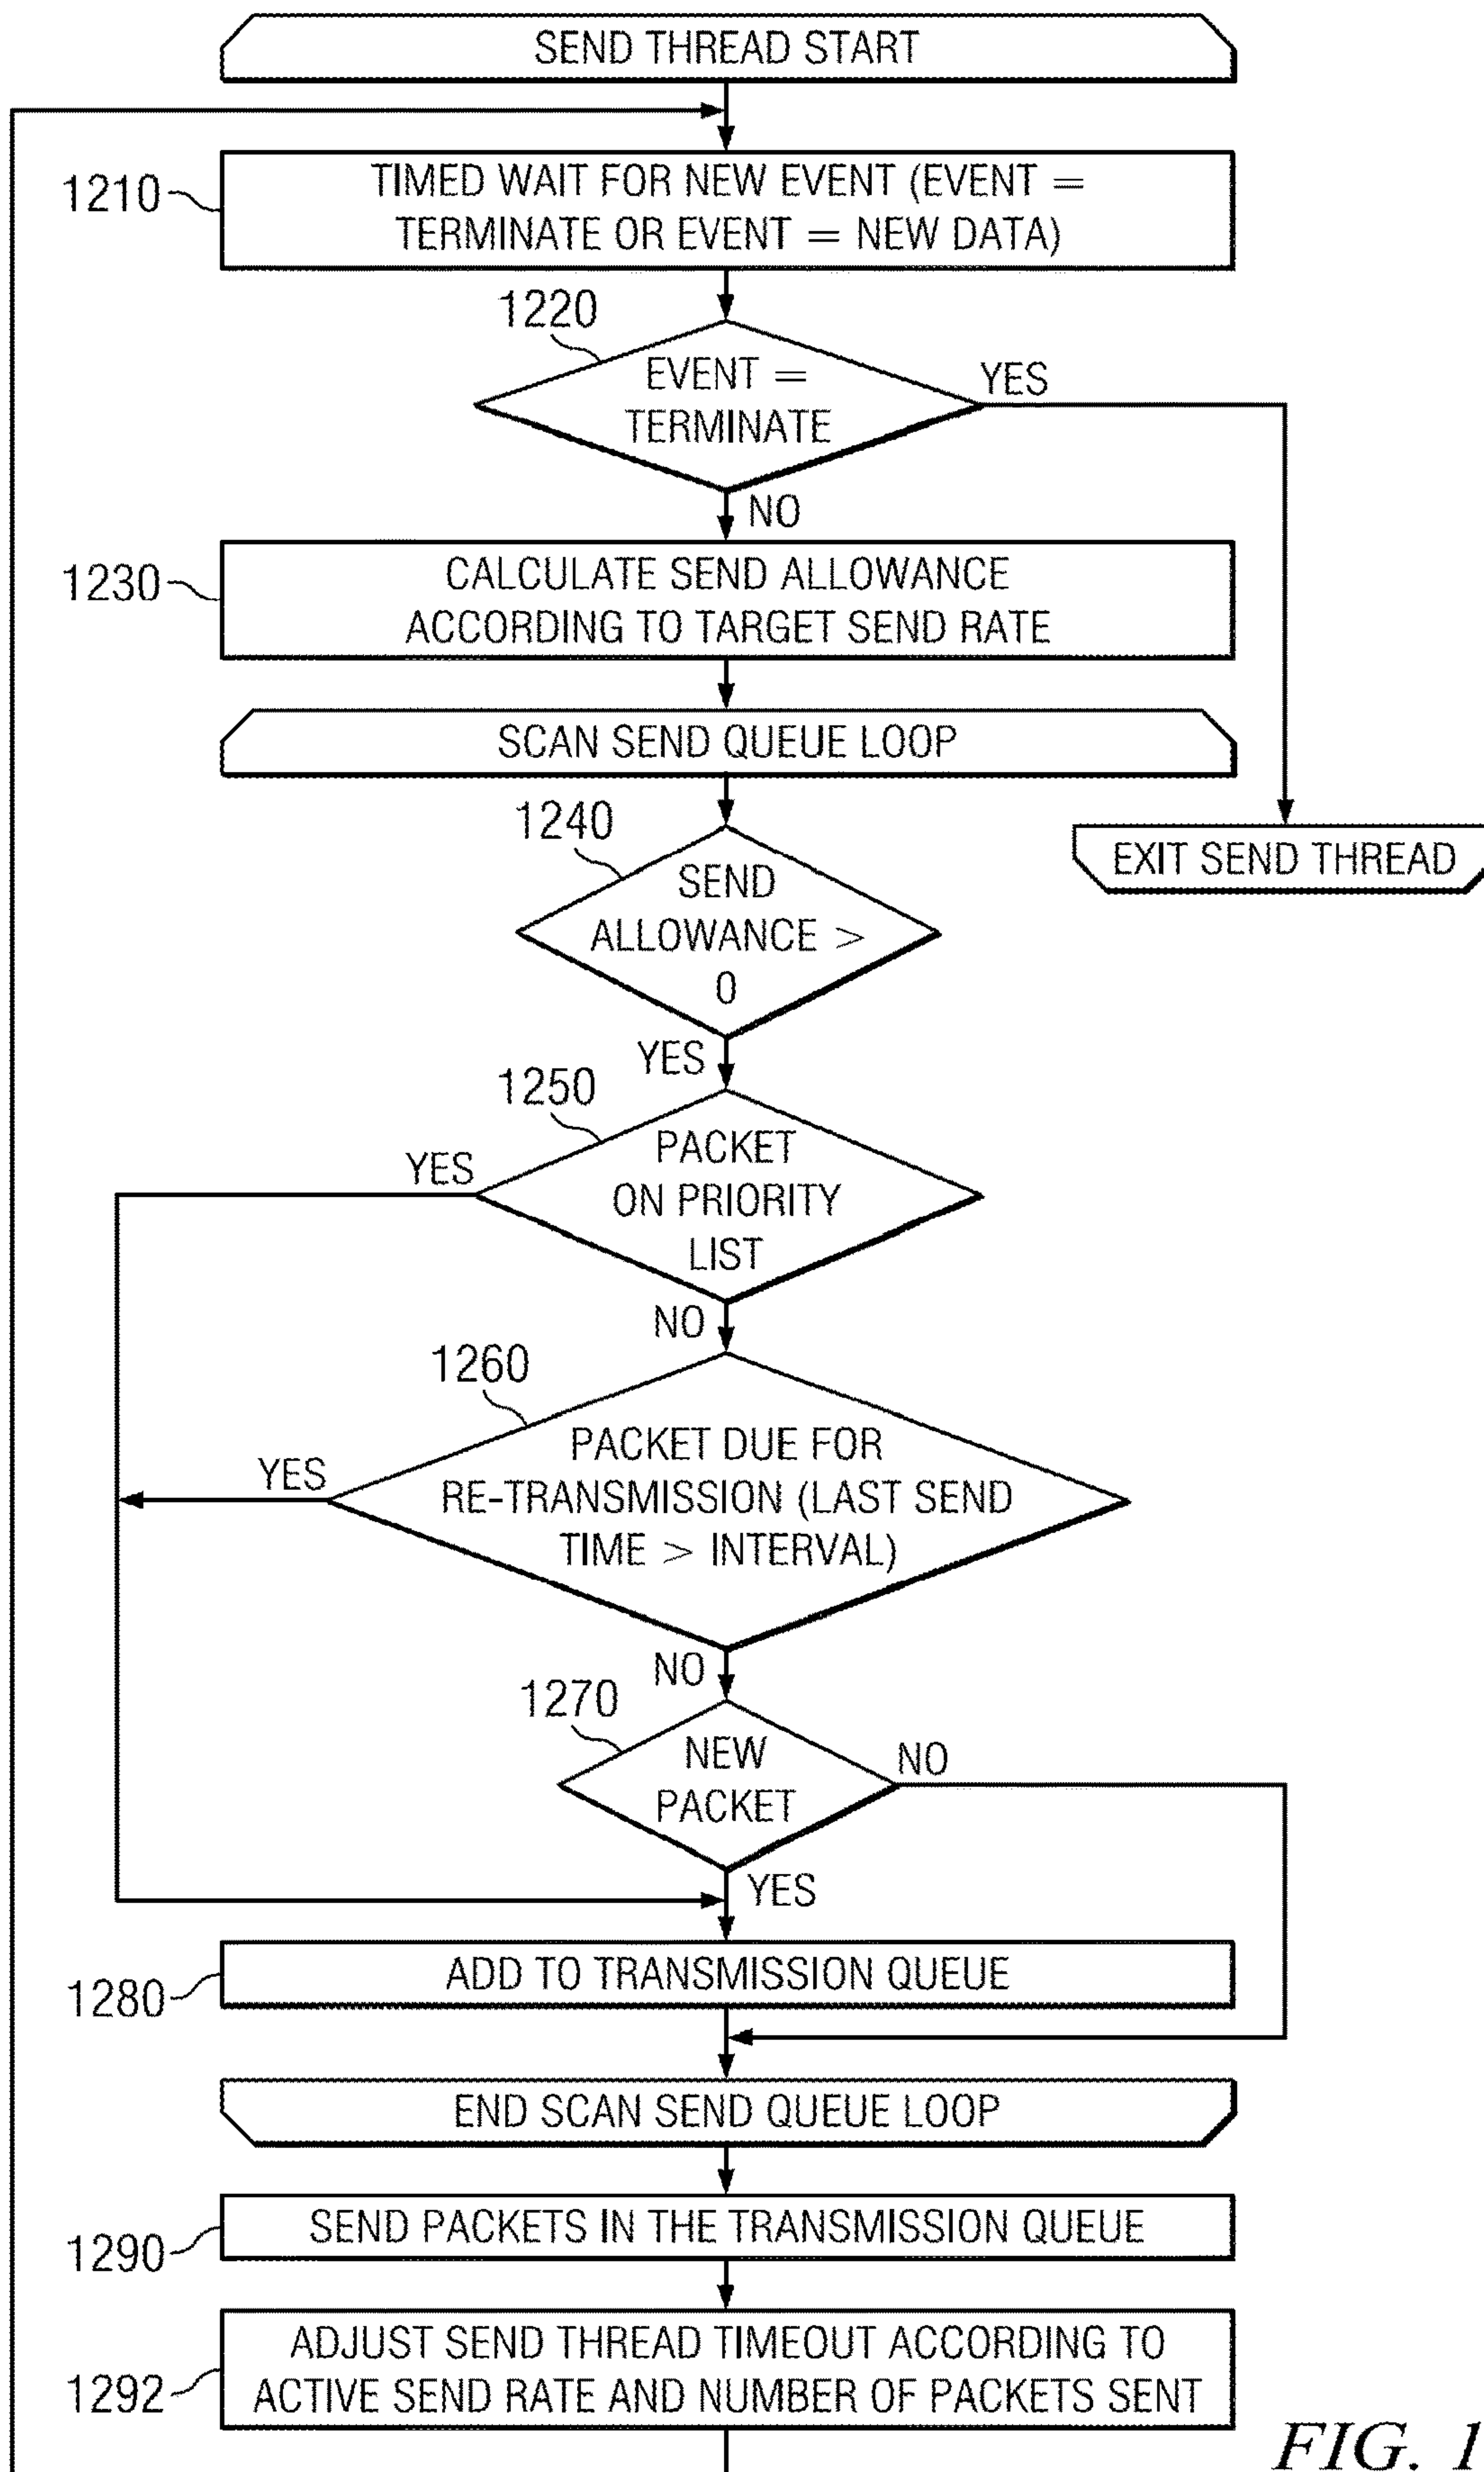 SEND THREAD START
1210
TIMED WAIT FOR NEW EVENT (EVENT =
TERMINATE OR EVENT = NEW DATA)
1220
EVENT =
TERMINATE
YES
NO
1230
CALCULATE SEND ALLOWANCE
ACCORDING TO TARGET SEND RATE
SCAN SEND QUEUE LOOP
1240
SEND
ALLOWANCE >
0
EXIT SEND THREAD
YES
1250
PACKET
ON PRIORITY
LIST
YES
NO
1260
PACKET DUE FOR
RE-TRANSMISSION (LAST SEND
TIME > INTERVAL)
YES
NO
1270
NEW
PACKET
NO
YES
1280
ADD TO TRANSMISSION QUEUE
END SCAN SEND QUEUE LOOP
1290
SEND PACKETS IN THE TRANSMISSION QUEUE
1292
ADJUST SEND THREAD TIMEOUT ACCORDING TO
ACTIVE SEND RATE AND NUMBER OF PACKETS SENT
FIG. 1